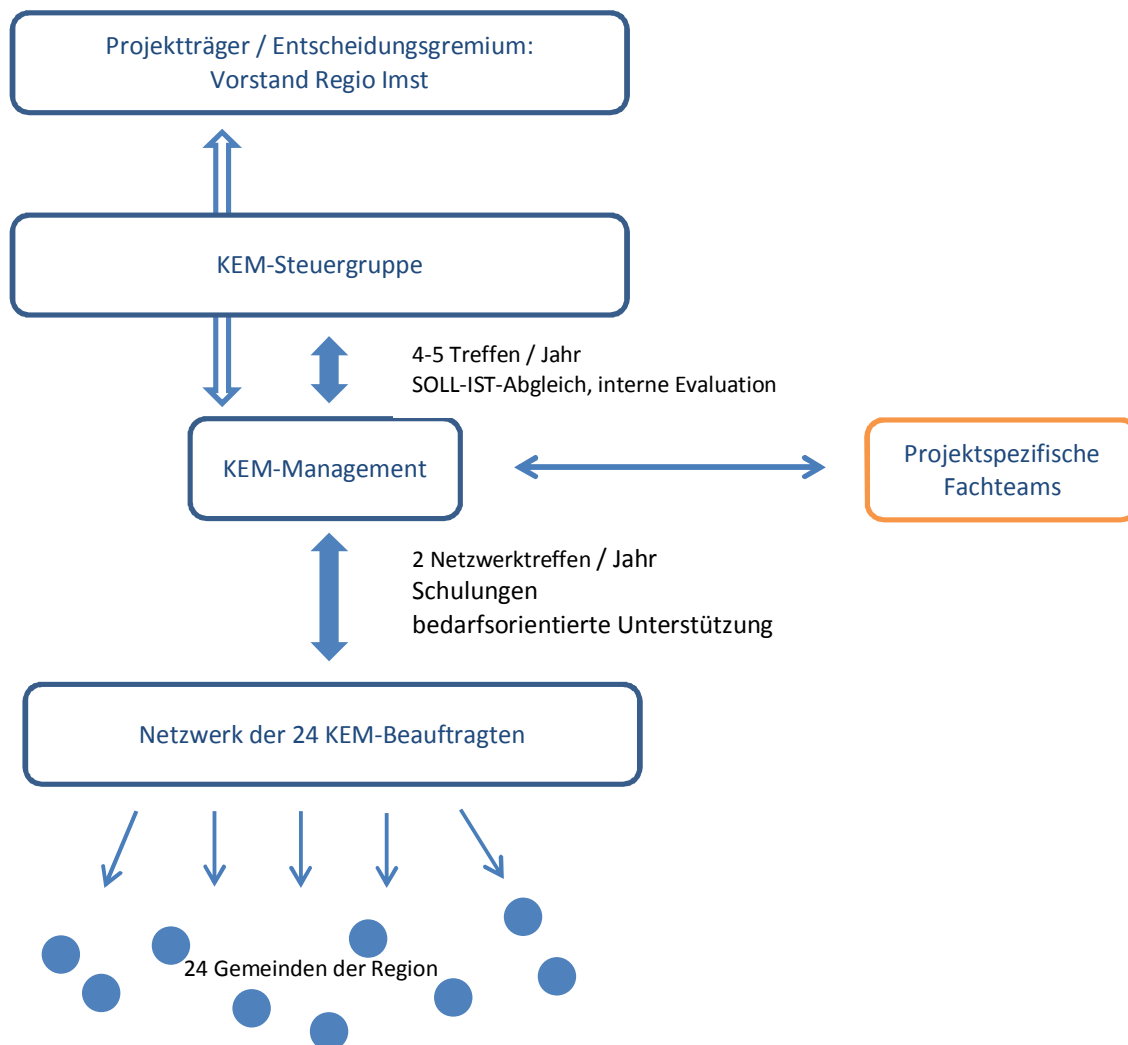 Projektträger / Entscheidungsgremium:
Vorstand Regio Imst
KEM-Steuergruppe
4-5 Treffen / Jahr
SOLL-IST-Abgleich, interne Evaluation
KEM-Management
Projektspezifische
Fachteams
2 Netzwerktreffen / Jahr
Schulungen
bedarfsorientierte Unterstützung
Netzwerk der 24 KEM-Beauftragten
24 Gemeinden der Region